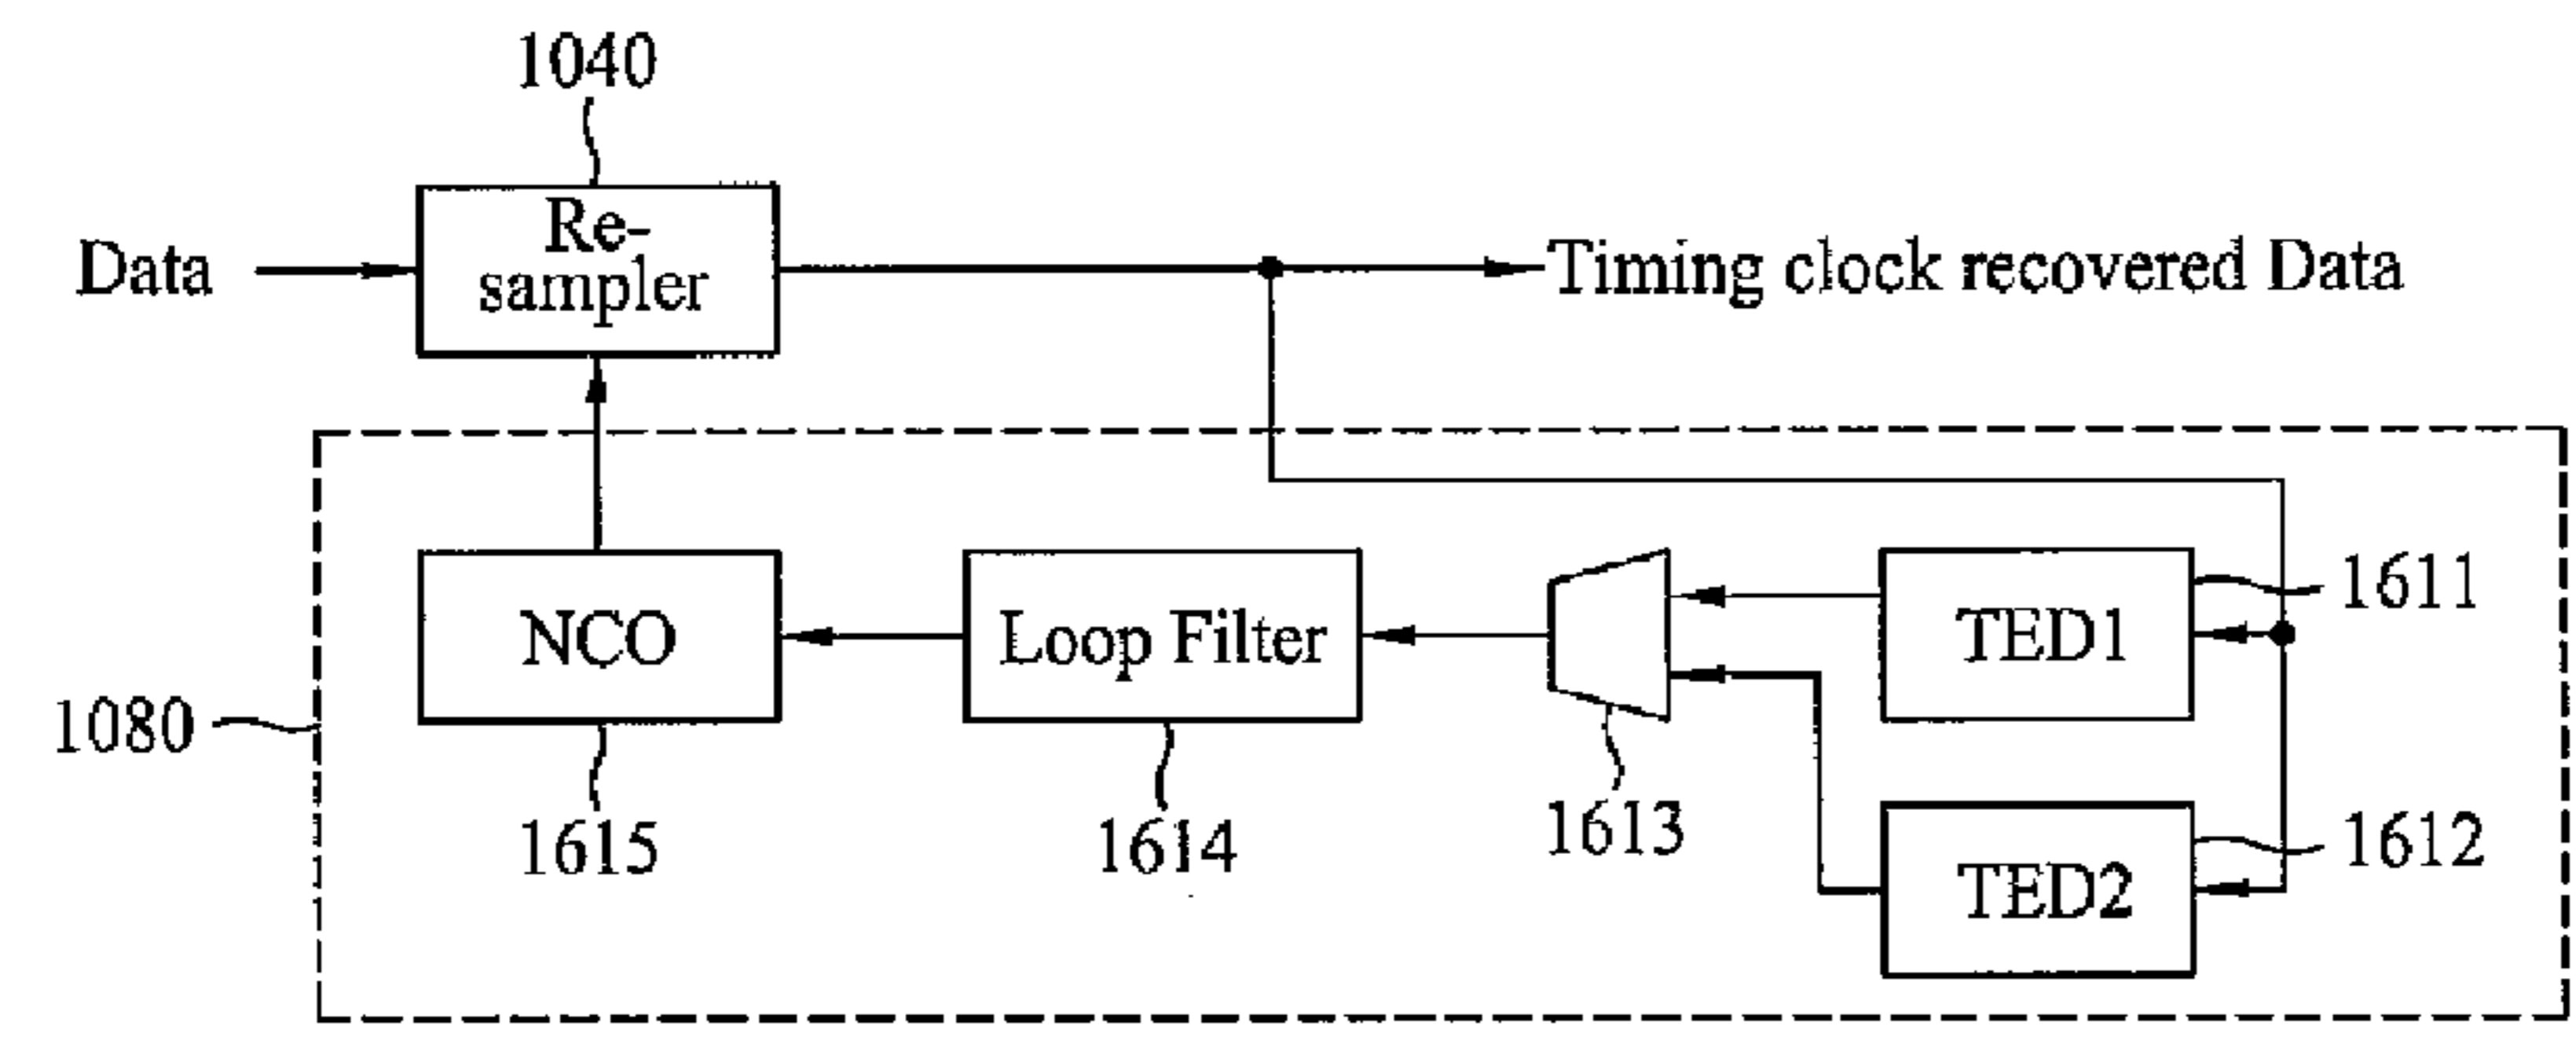 1040
Re-
sampler
Data
Timing clock recovered Data
1611
TED1
NCO
Loop Filter
1080
1615
1614
1613
1612
TED2